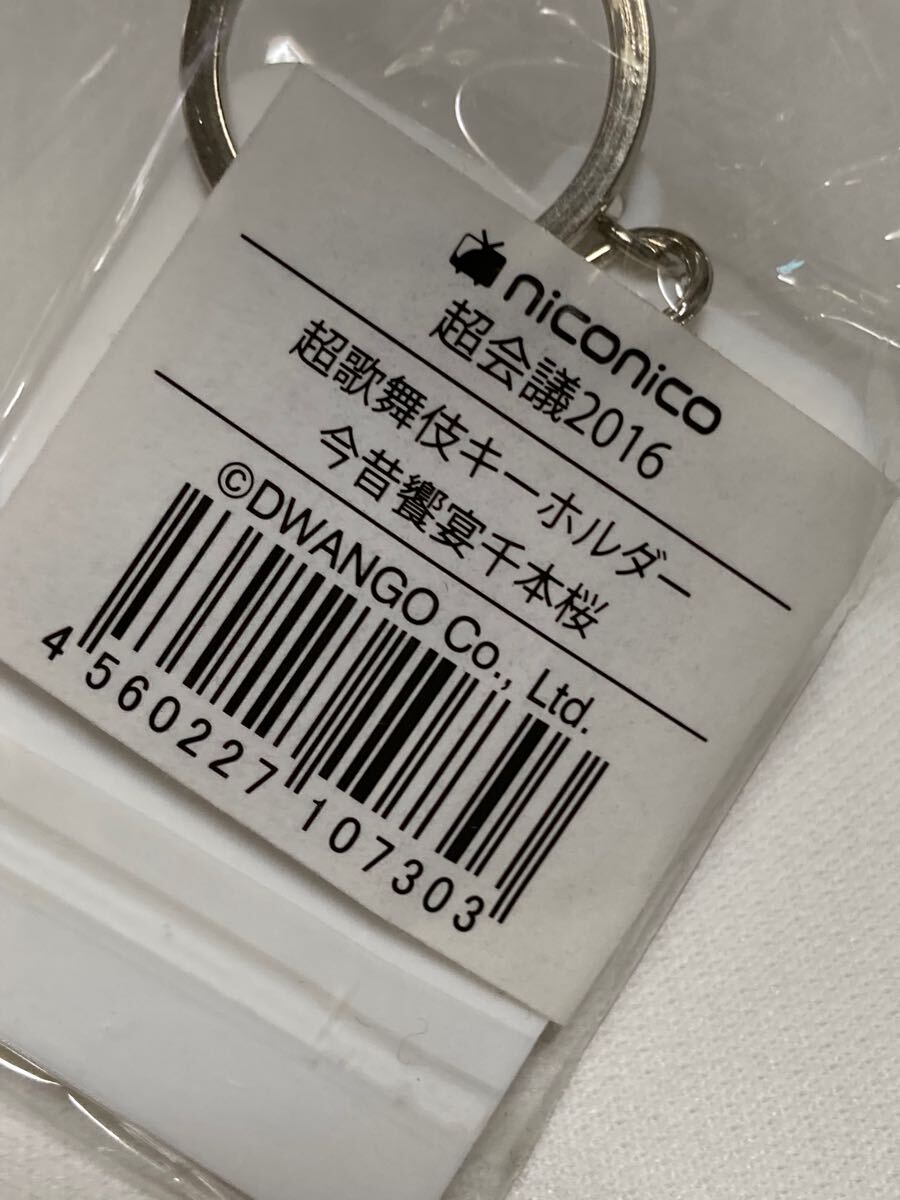 niconico
超会議2016
超歌舞伎キーホルダー
今昔饗宴千本桜
©DWANGO Co., Ltd.
4 560227 107303